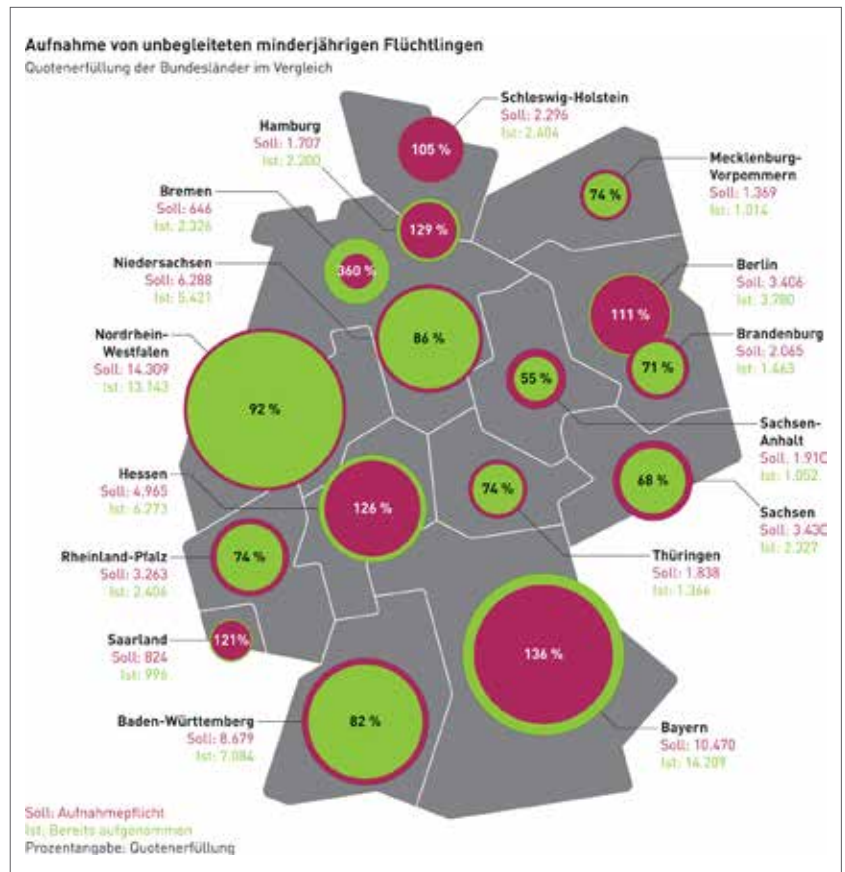 Aufnahme von unbegleiteten minderjährigen Flüchtlingen
Quotenerfüllung der Bundesländer im Vergleich
Schleswig-Holstein
Soll: 2.296
Ist: 2.404
105 %
Hamburg
Soll: 1.707
Ist: 2.200
129 %
Mecklenburg-
Vorpommern
Soll: 1.369
Ist: 1.014
74 %
Bremen
Soll: 646
Ist: 2.326
360 %
Niedersachsen
Soll: 6.288
Ist: 5.421
86 %
Berlin
Soll: 3.406
Ist: 3.780
111 %
Brandenburg
Soll: 2.065
Ist: 1.463
71 %
Nordrhein-
Westfalen
Soll: 14.309
Ist: 13.143
92 %
Sachsen-
Anhalt
Soll: 1.910
Ist: 1.052
55 %
Hessen
Soll: 4.965
Ist: 6.273
126 %
Sachsen
Soll: 3.430
Ist: 2.327
68 %
Thüringen
Soll: 1.838
Ist: 1.366
74 %
Rheinland-Pfalz
Soll: 3.263
Ist: 2.406
74 %
Saarland
Soll: 824
Ist: 996
121%
Baden-Württemberg
Soll: 8.679
Ist: 7.084
82 %
Bayern
Soll: 10.470
Ist: 14.209
136 %
Soll: Aufnahmepflicht
Ist: Bereits aufgenommen
Prozentangabe: Quotenerfüllung